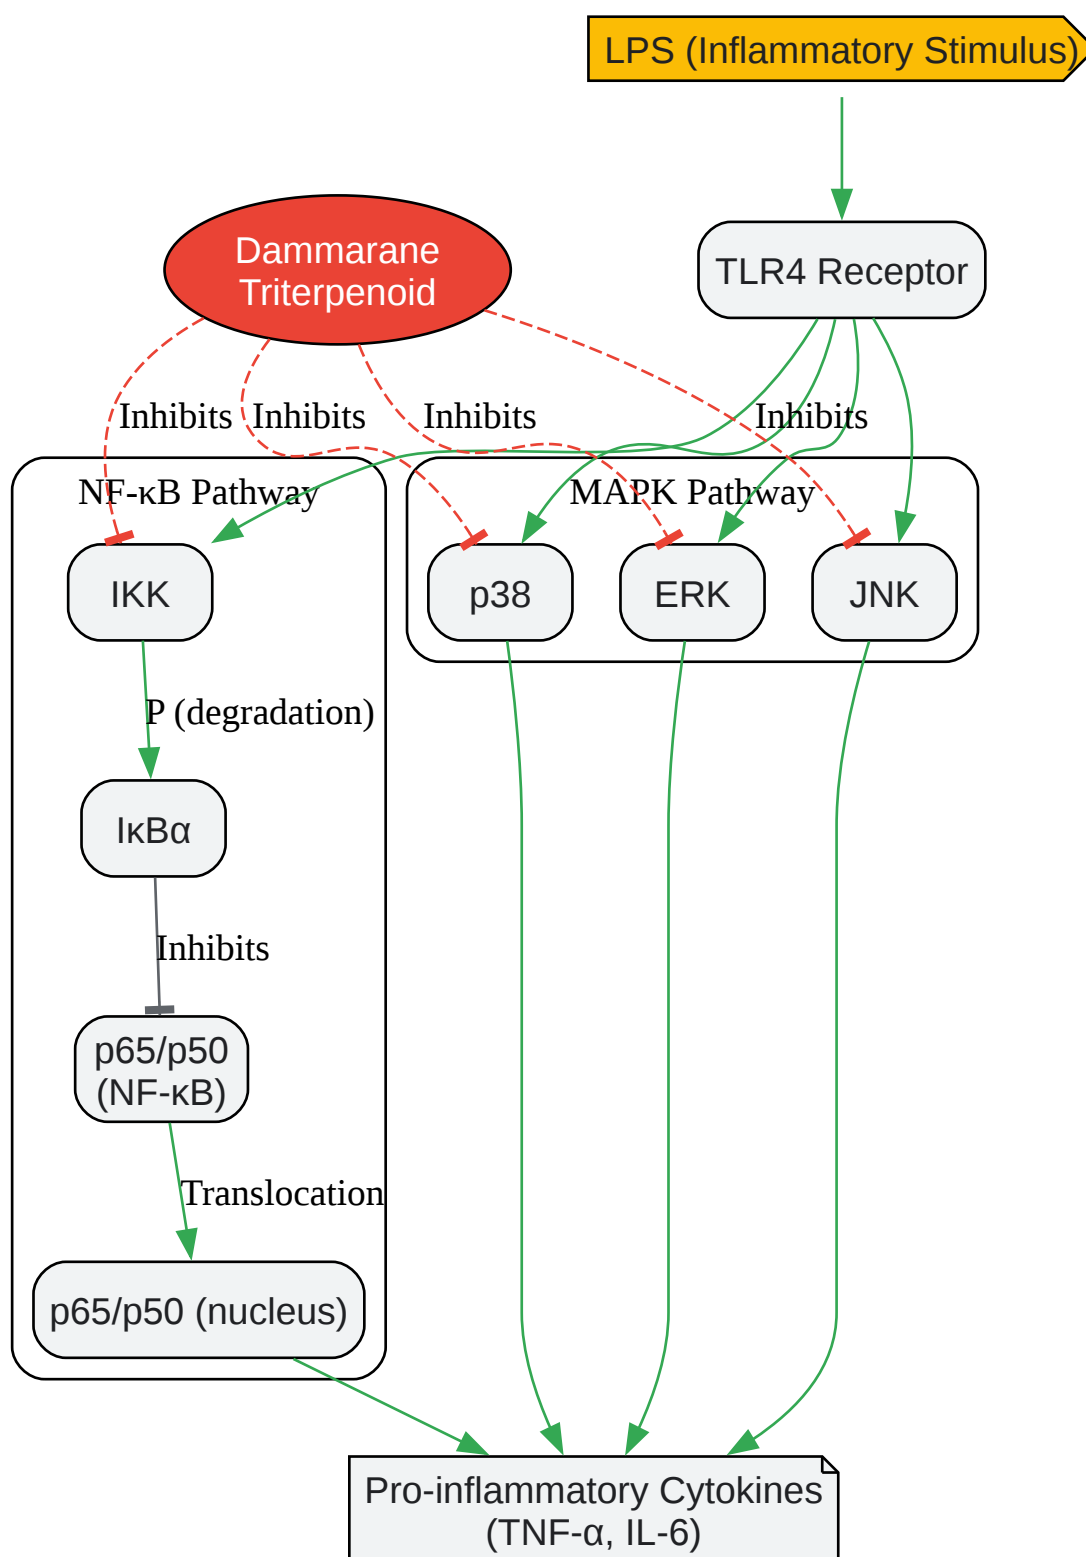 LPS (Inflammatory Stimulus)
Dammarane
Triterpenoid
TLR4 Receptor
Inhibits
Inhibits
Inhibits
Inhibits
NF-κB Pathway
MAPK Pathway
IKK
p38
ERK
JNK
P (degradation)
IκBα
Inhibits
p65/p50
(NF-κB)
Translocation
p65/p50 (nucleus)
Pro-inflammatory Cytokines
(TNF-α, IL-6)